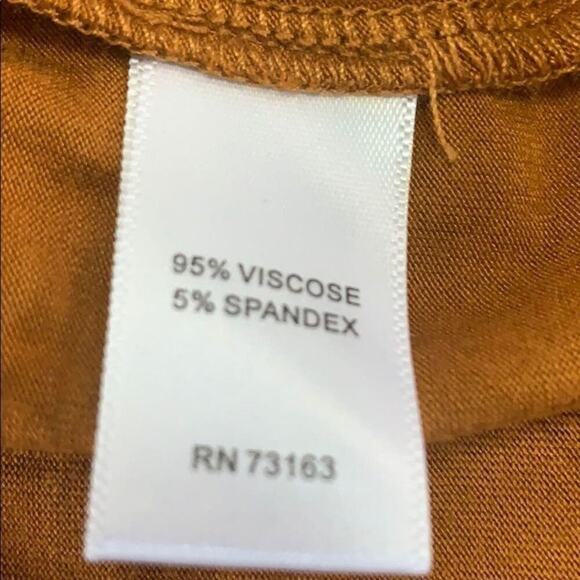 95% VISCOSE
5% SPANDEX
RN 73163